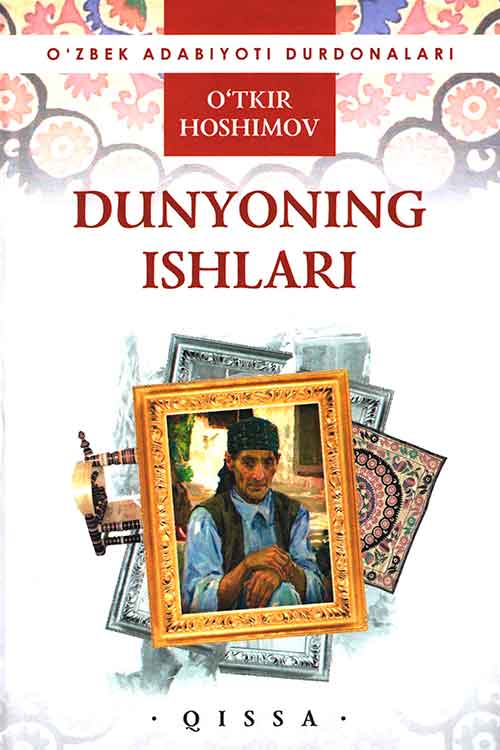 O'ZBEK ADABIYOTI DURDONALARI
O‘TKIR
HOSHIMOV
DUNYONING
ISHLARI
· QISSA ·